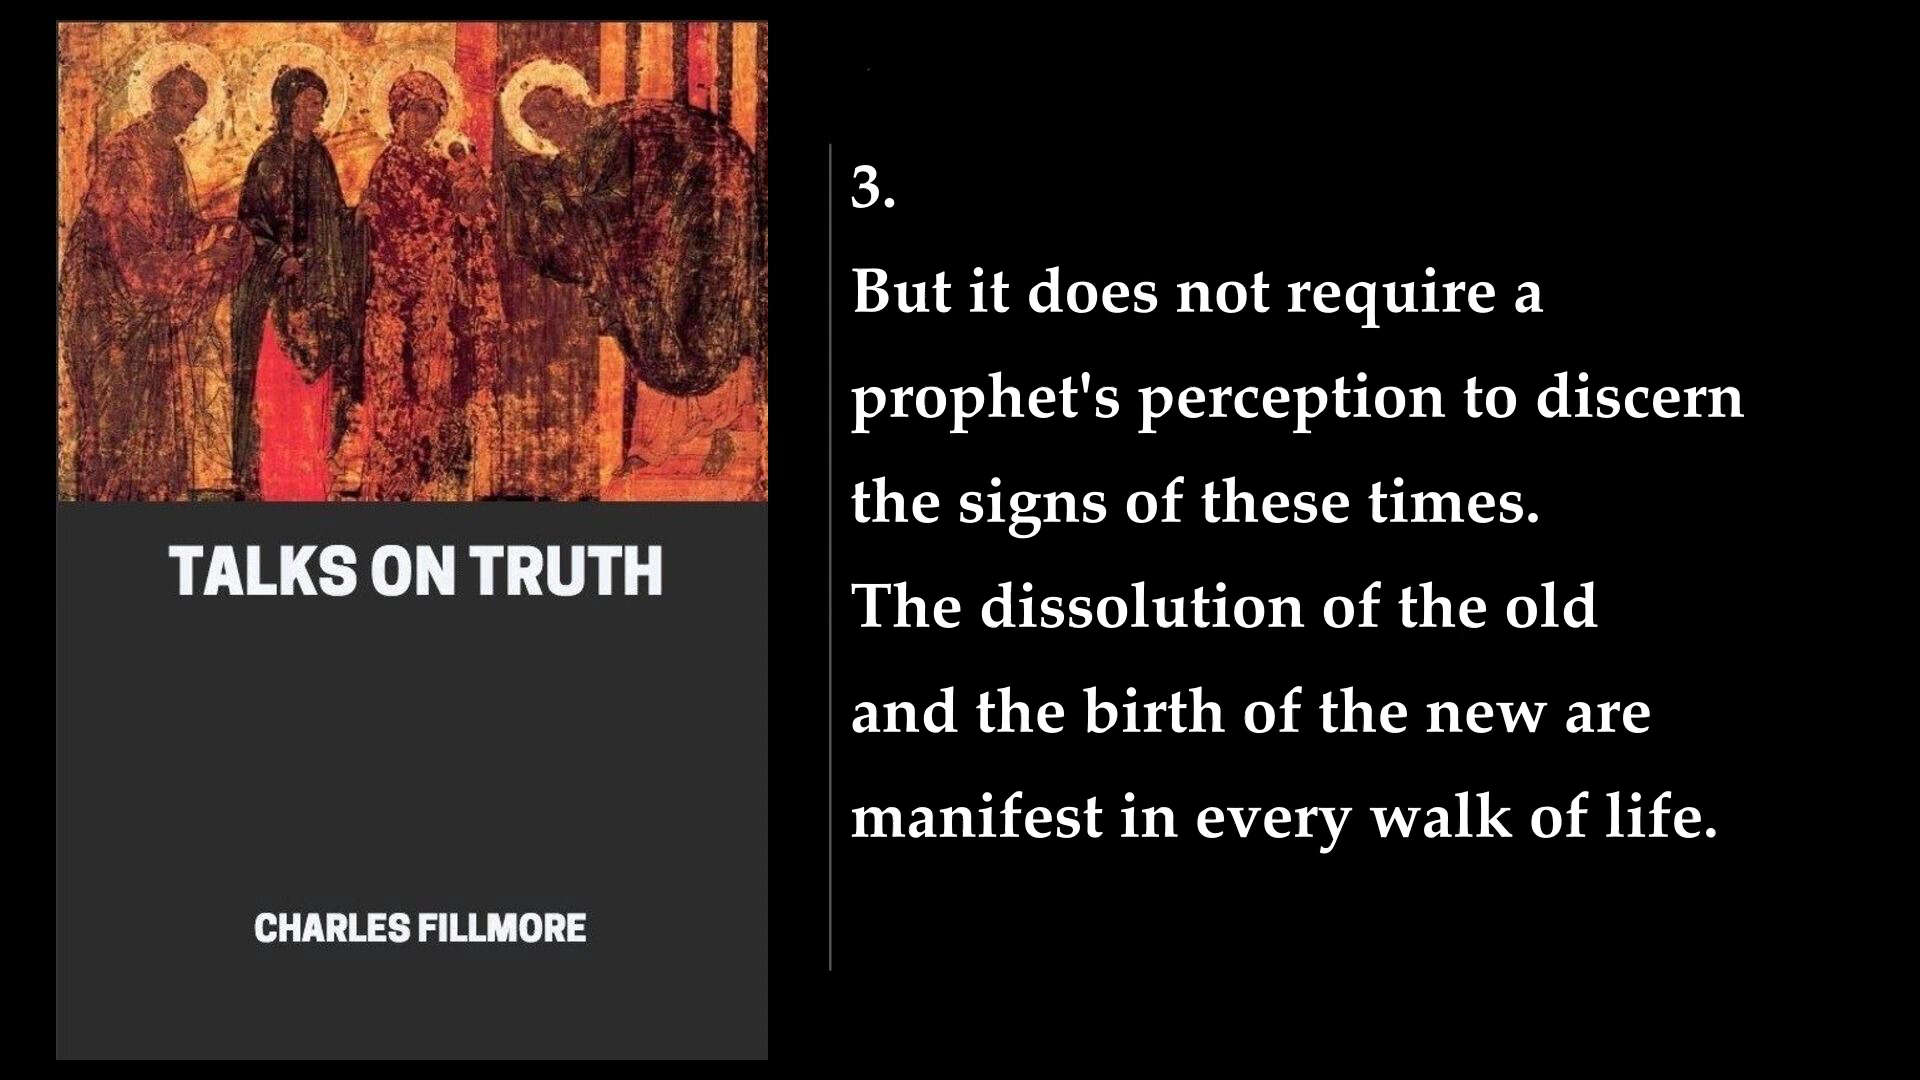 TALKS ON TRUTH
CHARLES FILLMORE
3.
But it does not require a
prophet's perception to discern
the signs of these times.
The dissolution of the old
and the birth of the new are
manifest in every walk of life.